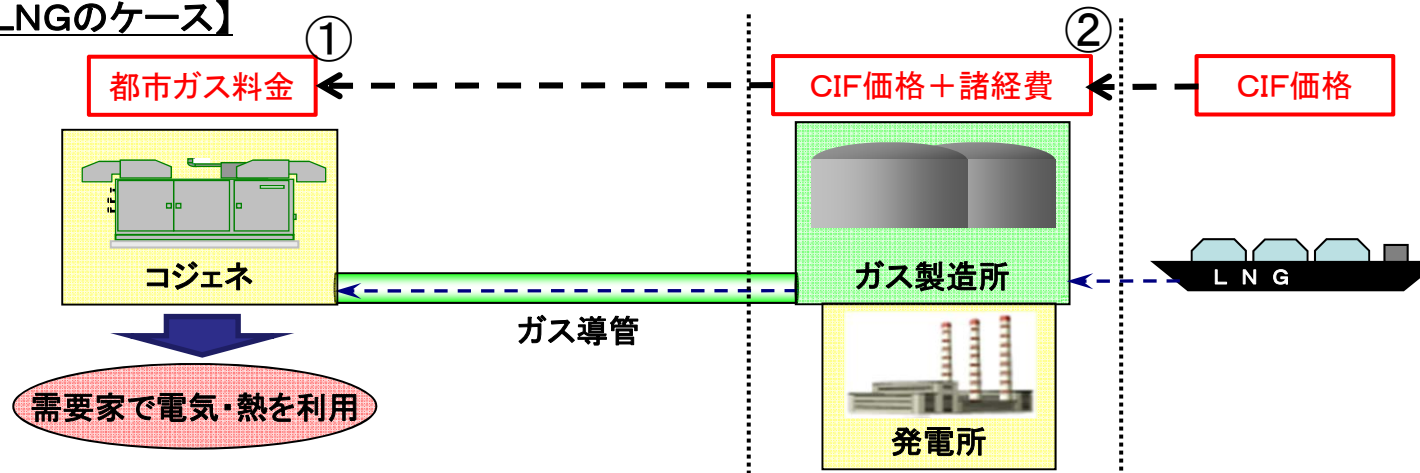 LNGのケース】
①
②
都市ガス料金
CIF価格+諸経費
CIF価格
コジェネ
ガス製造所
LNG
ガス導管
需要家で電気・熱を利用
発電所